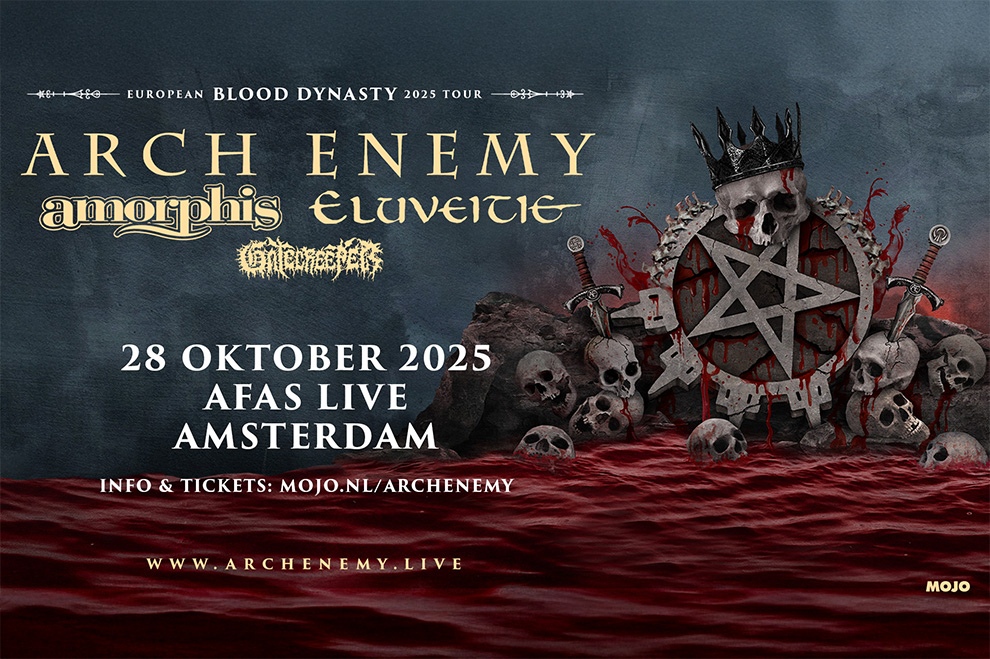 EUROPEAN BLOOD DYNASTY 2025 TOUR
ARCH ENEMY
amorphis ELUVEITIE
GATECREEPER
28 OKTOBER 2025
AFAS LIVE
AMSTERDAM
INFO & TICKETS: MOJO.NL/ARCHENEMY
WWW.ARCHENEMY.LIVE
MOJO